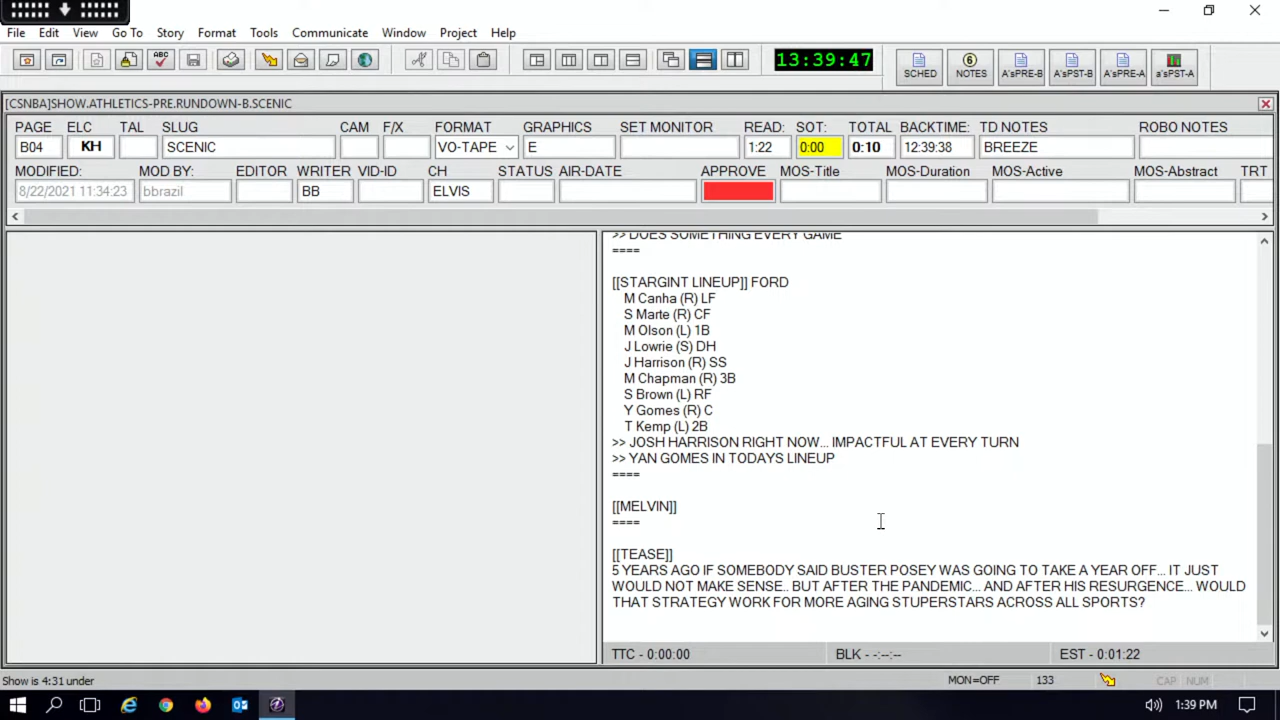 File Edit View Go To Story Format Tools Communicate Window Project Help
ABC 13:39:47 SCHED NOTES A'sPRE-B A'sPST-B A'sPRE-A a'sPST-A
[CSNBA]SHOW.ATHLETICS-PRE.RUNDOWN-B.SCENIC
PAGE ELC TAL SLUG CAM F/X FORMAT GRAPHICS SET MONITOR READ: SOT: TOTAL BACKTIME: TD NOTES ROBO NOTES
B04 KH SCENIC VO-TAPE E 1:22 0:00 0:10 12:39:38 BREEZE
MODIFIED: MOD BY: EDITOR WRITER VID-ID CH STATUS AIR-DATE APPROVE MOS-Title MOS-Duration MOS-Active MOS-Abstract TRT
8/22/2021 11:34:23 bbrazil BB ELVIS
>> DOES SOMETHING EVERY GAME
====
[[STARGINT LINEUP]] FORD
M Canha (R) LF
S Marte (R) CF
M Olson (L) 1B
J Lowrie (S) DH
J Harrison (R) SS
M Chapman (R) 3B
S Brown (L) RF
Y Gomes (R) C
T Kemp (L) 2B
>> JOSH HARRISON RIGHT NOW... IMPACTFUL AT EVERY TURN
>> YAN GOMES IN TODAYS LINEUP
====
[[MELVIN]]
====
[[TEASE]]
5 YEARS AGO IF SOMEBODY SAID BUSTER POSEY WAS GOING TO TAKE A YEAR OFF... IT JUST
WOULD NOT MAKE SENSE.. BUT AFTER THE PANDEMIC... AND AFTER HIS RESURGENCE... WOULD
THAT STRATEGY WORK FOR MORE AGING STUPERSTARS ACROSS ALL SPORTS?
TTC - 0:00:00 BLK - -:--:-- EST - 0:01:22
Show is 4:31 under MON=OFF 133 CAP NUM
1:39 PM